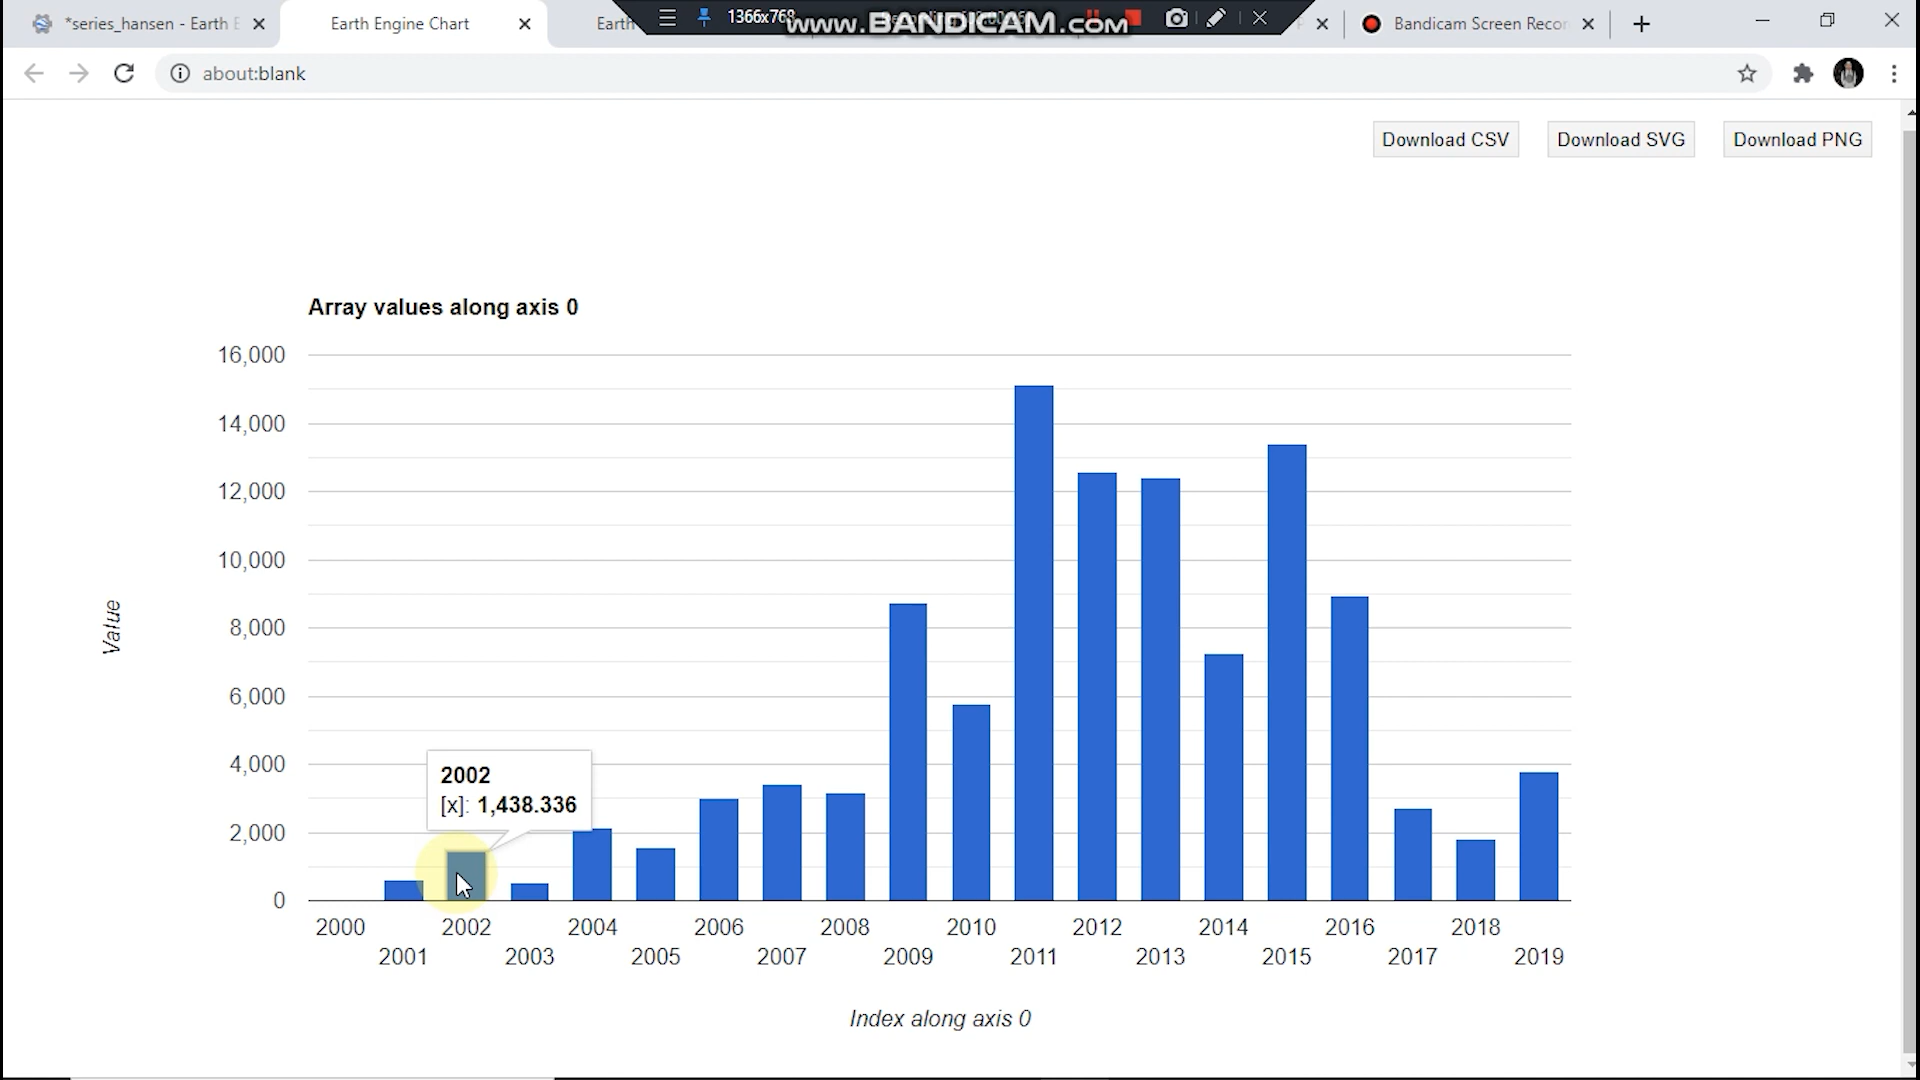 *series_hansen - Earth E
Earth Engine Chart
Earth
1366x768
www.BANDICAM.com
Bandicam Screen Recor
about:blank
Download CSV
Download SVG
Download PNG
Array values along axis 0
16,000
14,000
12,000
10,000
8,000
6,000
4,000
2,000
0
Value
2002
[x]: 1,438.336
2000 2002 2004 2006 2008 2010 2012 2014 2016 2018
2001 2003 2005 2007 2009 2011 2013 2015 2017 2019
Index along axis 0